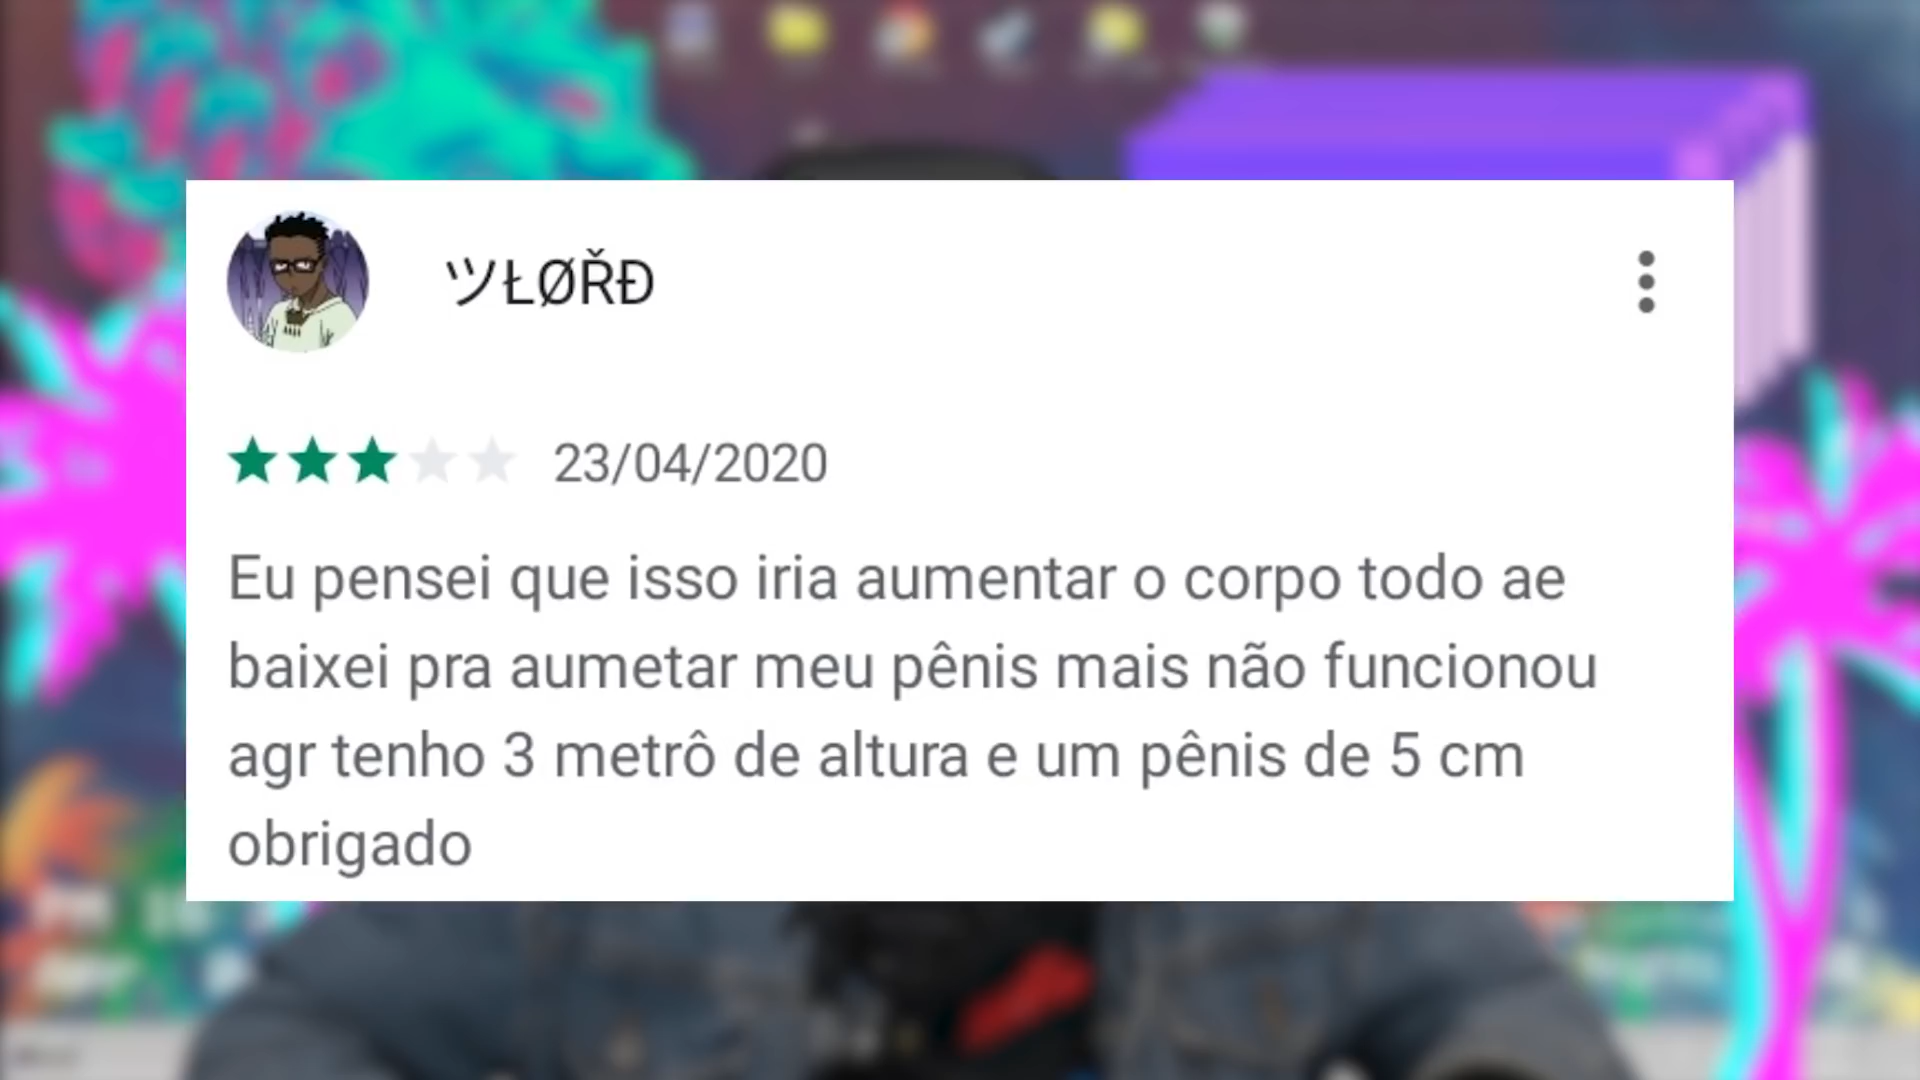 ツŁØŘĐ
23/04/2020
Eu pensei que isso iria aumentar o corpo todo ae
baixei pra aumetar meu pênis mais não funcionou
agr tenho 3 metrô de altura e um pênis de 5 cm
obrigado